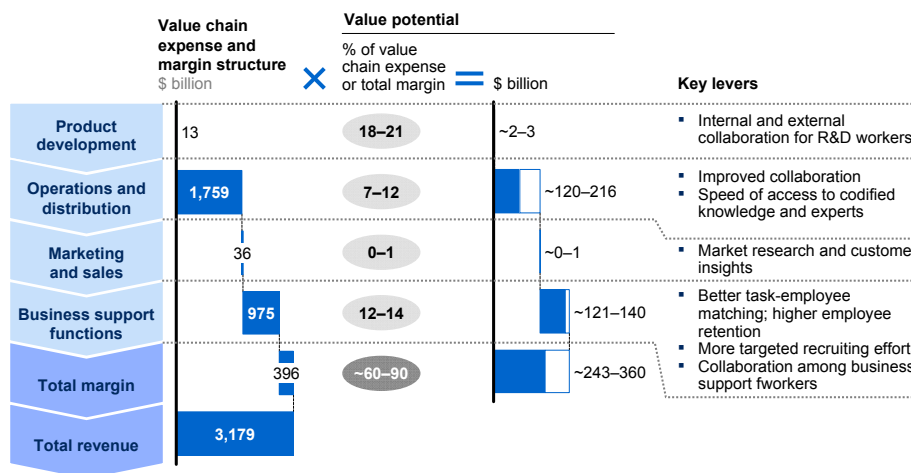 Value chain
expense and
margin structure
$ billion
Value potential
% of value
chain expense
or total margin
$ billion
Key levers
Product
development
13
18–21
~2–3
▪ Internal and external
collaboration for R&D workers
Operations and
distribution
1,759
7–12
~120–216
▪ Improved collaboration
▪ Speed of access to codified
knowledge and experts
Marketing
and sales
36
0–1
~0–1
▪ Market research and custome
insights
Business support
functions
975
12–14
~121–140
▪ Better task-employee
matching; higher employee
retention
▪ More targeted recruiting effort
▪ Collaboration among business
support fworkers
Total margin
396
~60–90
~243–360
Total revenue
3,179